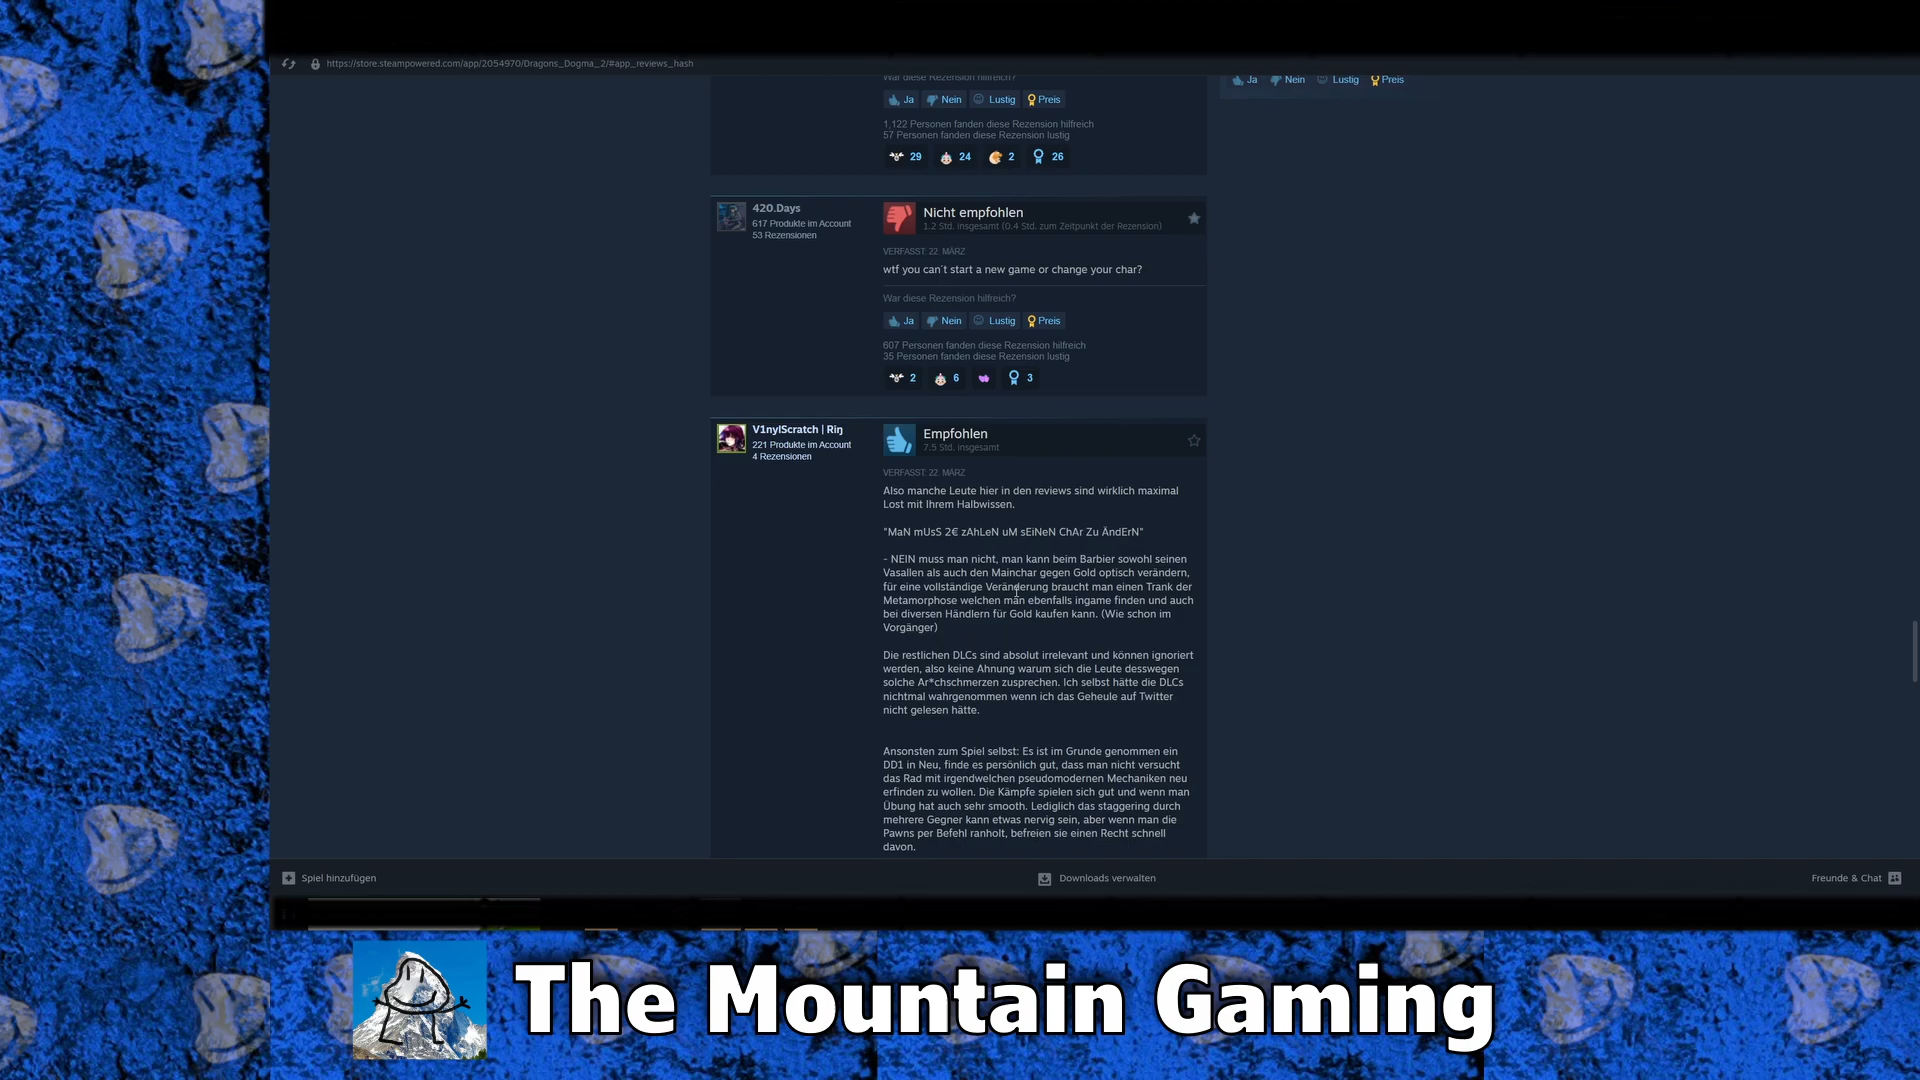 https://store.steampowered.com/app/2054970/Dragons_Dogma_2/#app_reviews_hash
War diese Rezension hilfreich?
Ja Nein Lustig Preis
1,122 Personen fanden diese Rezension hilfreich
57 Personen fanden diese Rezension lustig
29 24 2 26
Ja Nein Lustig Preis
420.Days
617 Produkte im Account
53 Rezensionen
Nicht empfohlen
1.2 Std. insgesamt (0.4 Std. zum Zeitpunkt der Rezension)
VERFASST: 22. MÄRZ
wtf you can´t start a new game or change your char?
War diese Rezension hilfreich?
Ja Nein Lustig Preis
607 Personen fanden diese Rezension hilfreich
35 Personen fanden diese Rezension lustig
2 6 3
V1nylScratch | Riŋ
221 Produkte im Account
4 Rezensionen
Empfohlen
7.5 Std. insgesamt
VERFASST: 22. MÄRZ
Also manche Leute hier in den reviews sind wirklich maximal
Lost mit Ihrem Halbwissen.
"MaN mUsS 2€ zAhLeN uM sEiNeN ChAr Zu ÄndErN"
- NEIN muss man nicht, man kann beim Barbier sowohl seinen
Vasallen als auch den Mainchar gegen Gold optisch verändern,
für eine vollständige Veränderung braucht man einen Trank der
Metamorphose welchen man ebenfalls ingame finden und auch
bei diversen Händlern für Gold kaufen kann. (Wie schon im
Vorgänger)
Die restlichen DLCs sind absolut irrelevant und können ignoriert
werden, also keine Ahnung warum sich die Leute desswegen
solche Ar*chschmerzen zusprechen. Ich selbst hätte die DLCs
nichtmal wahrgenommen wenn ich das Geheule auf Twitter
nicht gelesen hätte.
Ansonsten zum Spiel selbst: Es ist im Grunde genommen ein
DD1 in Neu, finde es persönlich gut, dass man nicht versucht
das Rad mit irgendwelchen pseudomodernen Mechaniken neu
erfinden zu wollen. Die Kämpfe spielen sich gut und wenn man
Übung hat auch sehr smooth. Lediglich das staggering durch
mehrere Gegner kann etwas nervig sein, aber wenn man die
Pawns per Befehl ranholt, befreien sie einen Recht schnell
davon.
Spiel hinzufügen
Downloads verwalten
Freunde & Chat
The Mountain Gaming